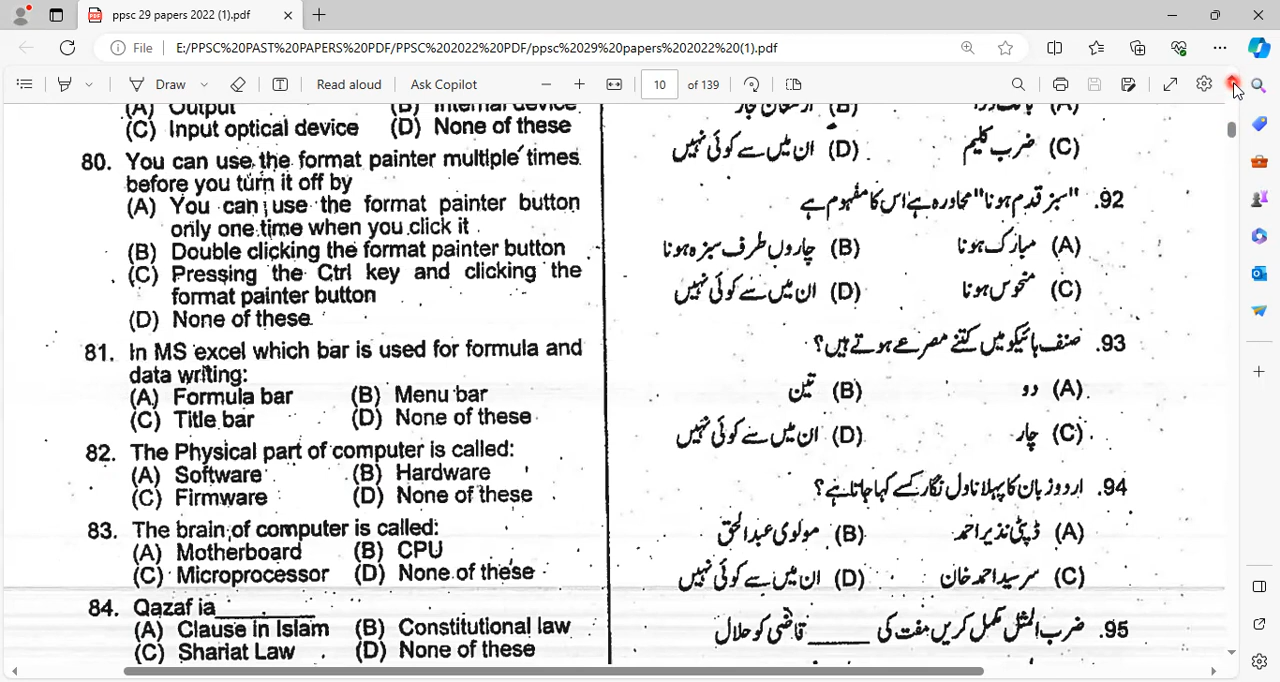 ppsc 29 papers 2022 (1).pdf
File E:/PPSC%20PAST%20PAPERS%20PDF/PPSC%202022%20PDF/ppsc%2029%20papers%202022%20(1).pdf
Draw Read aloud Ask Copilot 10 of 139
(A) Output (B) Internal device
(C) Input optical device (D) None of these
80. You can use the format painter multiple times
before you turn it off by
(A) You can use the format painter button
only one time when you click it
(B) Double clicking the format painter button
(C) Pressing the Ctrl key and clicking the
format painter button
(D) None of these
81. In MS excel which bar is used for formula and
data writing:
(A) Formula bar (B) Menu bar
(C) Title bar (D) None of these
82. The Physical part of computer is called:
(A) Software (B) Hardware
(C) Firmware (D) None of these
83. The brain of computer is called:
(A) Motherboard (B) CPU
(C) Microprocessor (D) None of these
84. Qazaf ia________
(A) Clause in Islam (B) Constitutional law
(C) Shariat Law (D) None of these
(A) بانگ درا (B) ارمغان حجاز
(C) ضرب کلیم (D) ان میں سے کوئی نہیں
92. "سبز قدم ہونا" محاورہ ہے اس کا مفہوم ہے
(A) مبارک ہونا (B) چاروں طرف سبزہ ہونا
(C) منحوس ہونا (D) ان میں سے کوئی نہیں
93. صنف ہائیکو میں کتنے مصرعے ہوتے ہیں؟
(A) دو (B) تین
(C) چار (D) ان میں سے کوئی نہیں
94. اردو زبان کا پہلا ناول نگار کسے کہا جاتا ہے؟
(A) ڈپٹی نذیر احمد (B) مولوی عبدالحق
(C) سرسید احمد خان (D) ان میں سے کوئی نہیں
95. ضرب المثل مکمل کریں مفت کی _____ قاضی کو حلال